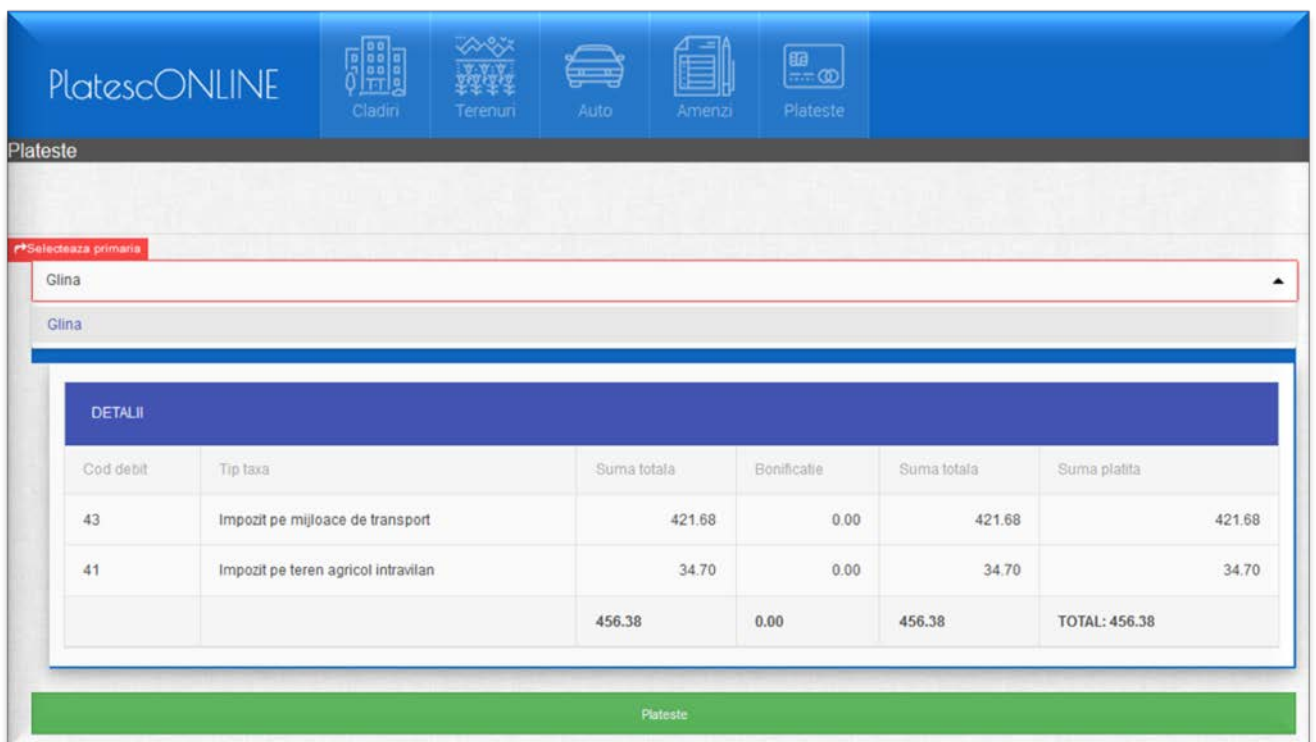 PlatescONLINE
Cladiri Terenuri Auto Amenzi Plateste
Plateste
Selecteaza primaria
Glina
Glina
DETALII
Cod debit Tip taxa Suma totala Bonificatie Suma totala Suma platita
43 Impozit pe mijloace de transport 421.68 0.00 421.68 421.68
41 Impozit pe teren agricol intravilan 34.70 0.00 34.70 34.70
456.38 0.00 456.38 TOTAL: 456.38
Plateste